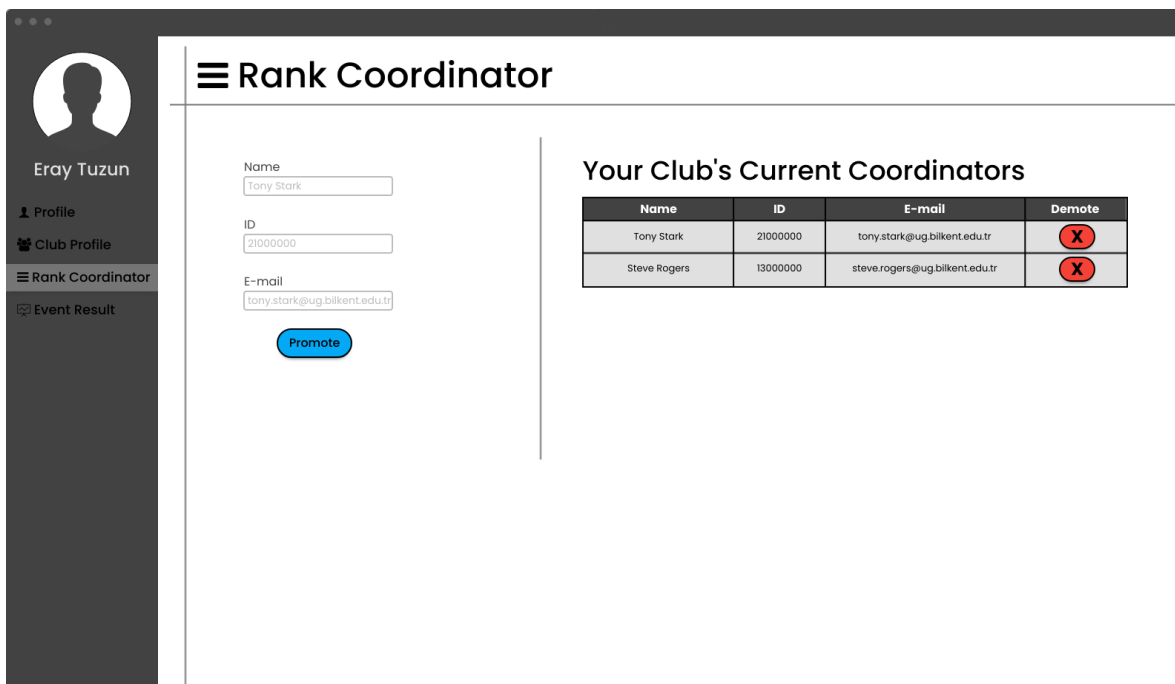 Rank Coordinator
Eray Tuzun
Profile
Club Profile
Rank Coordinator
Event Result
Name
Tony Stark
ID
21000000
E-mail
tony.stark@ug.bilkent.edu.tr
Promote
Your Club's Current Coordinators
Name ID E-mail Demote
Tony Stark 21000000 tony.stark@ug.bilkent.edu.tr X
Steve Rogers 13000000 steve.rogers@ug.bilkent.edu.tr X